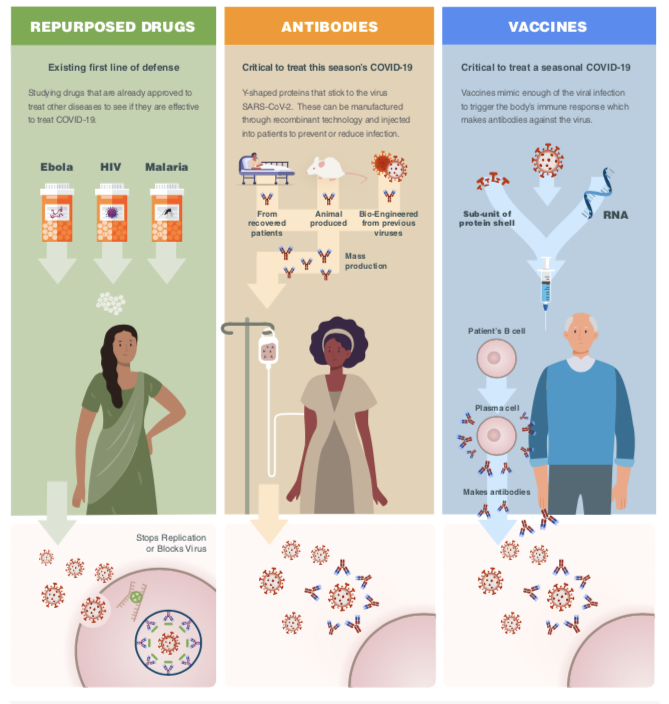 REPURPOSED DRUGS
Existing first line of defense
Studying drugs that are already approved to
treat other diseases to see if they are effective
to treat COVID-19.
Ebola
HIV
Malaria
Stops Replication
or Blocks Virus
ANTIBODIES
Critical to treat this season's COVID-19
Y-shaped proteins that stick to the virus
SARS-CoV-2. These can be manufactured
through recombinant technology and injected
into patients to prevent or reduce infection.
From
recovered
patients
Animal
produced
Bio-Engineered
from previous
viruses
Mass
production
VACCINES
Critical to treat a seasonal COVID-19
Vaccines mimic enough of the viral infection
to trigger the body's immune response which
makes antibodies against the virus.
Sub-unit of
protein shell
RNA
Patient's B cell
Plasma cell
Makes antibodies